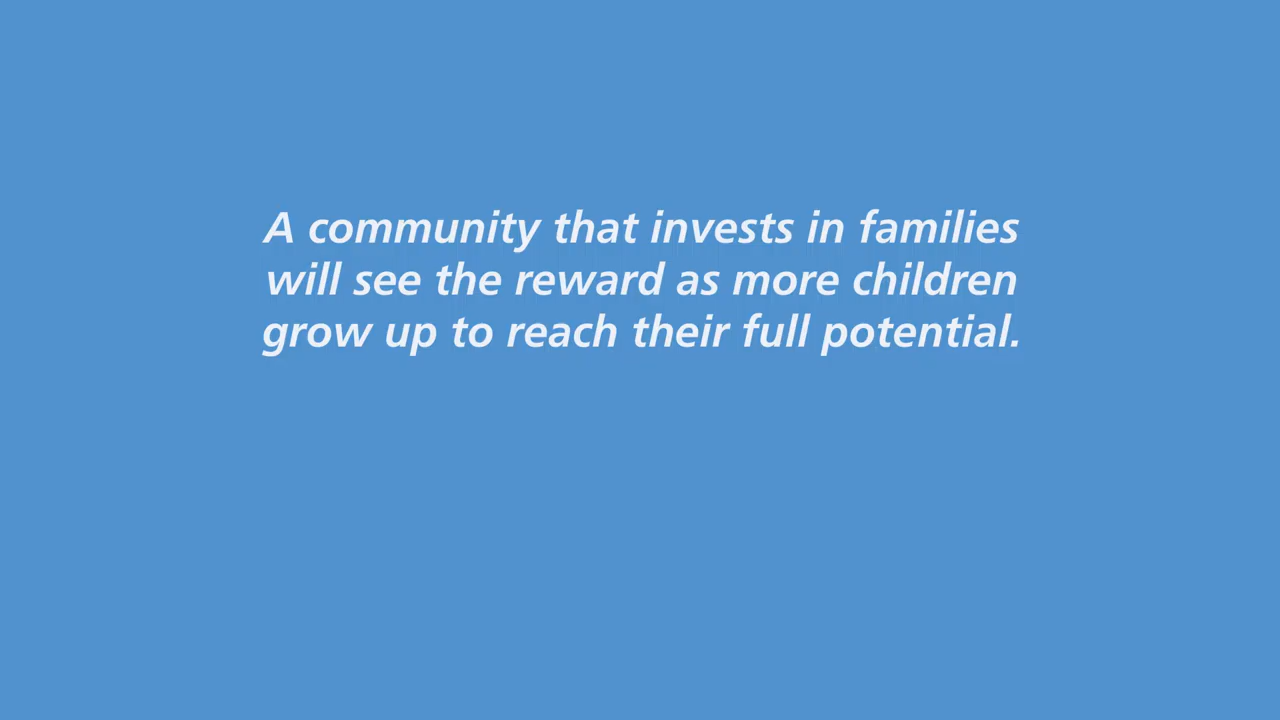 A community that invests in families
will see the reward as more children
grow up to reach their full potential.